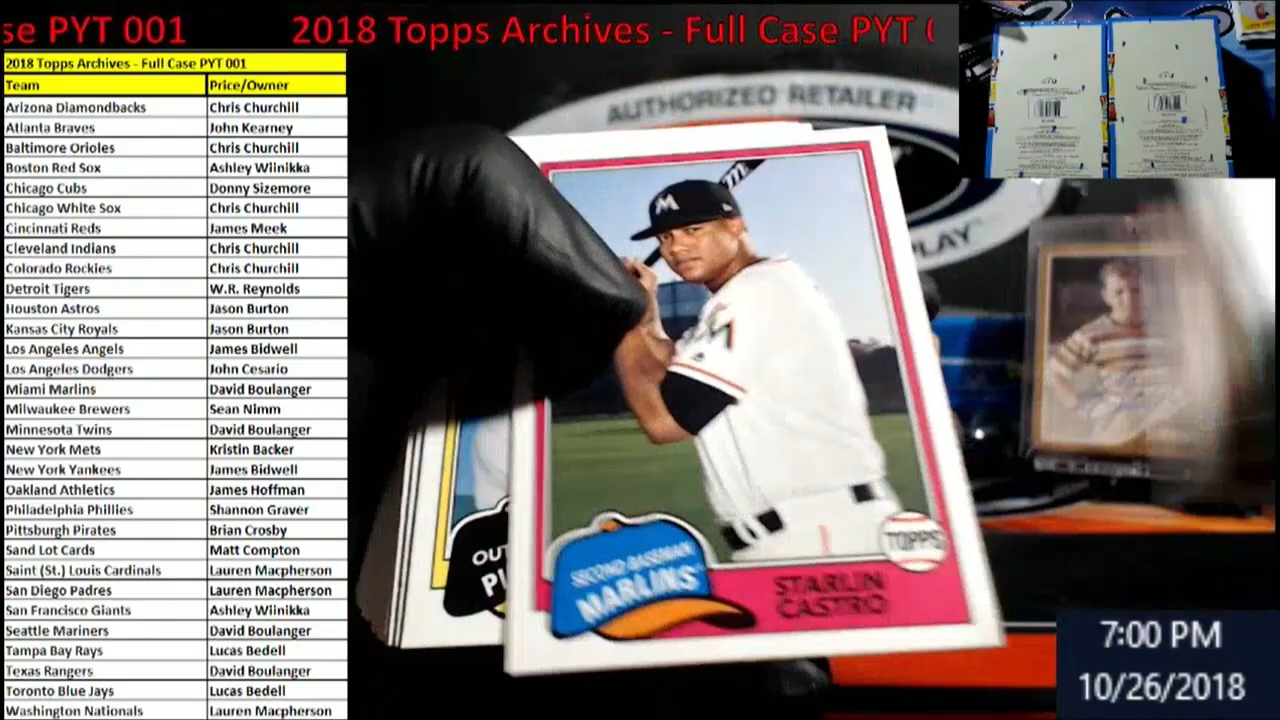 se PYT 001 2018 Topps Archives - Full Case PYT
2018 Topps Archives - Full Case PYT 001
Team Price/Owner
Arizona Diamondbacks Chris Churchill
Atlanta Braves John Kearney
Baltimore Orioles Chris Churchill
Boston Red Sox Ashley Wiinikka
Chicago Cubs Donny Sizemore
Chicago White Sox Chris Churchill
Cincinnati Reds James Meek
Cleveland Indians Chris Churchill
Colorado Rockies Chris Churchill
Detroit Tigers W.R. Reynolds
Houston Astros Jason Burton
Kansas City Royals Jason Burton
Los Angeles Angels James Bidwell
Los Angeles Dodgers John Cesario
Miami Marlins David Boulanger
Milwaukee Brewers Sean Nimm
Minnesota Twins David Boulanger
New York Mets Kristin Backer
New York Yankees James Bidwell
Oakland Athletics James Hoffman
Philadelphia Phillies Shannon Graver
Pittsburgh Pirates Brian Crosby
Sand Lot Cards Matt Compton
Saint (St.) Louis Cardinals Lauren Macpherson
San Diego Padres Lauren Macpherson
San Francisco Giants Ashley Wiinikka
Seattle Mariners David Boulanger
Tampa Bay Rays Lucas Bedell
Texas Rangers David Boulanger
Toronto Blue Jays Lucas Bedell
Washington Nationals Lauren Macpherson
AUTHORIZED RETAILER
PLAY
M
OUT
SECOND BASEMAN
MARLINS
TOPPS
STARLIN
CASTRO
7:00 PM
10/26/2018